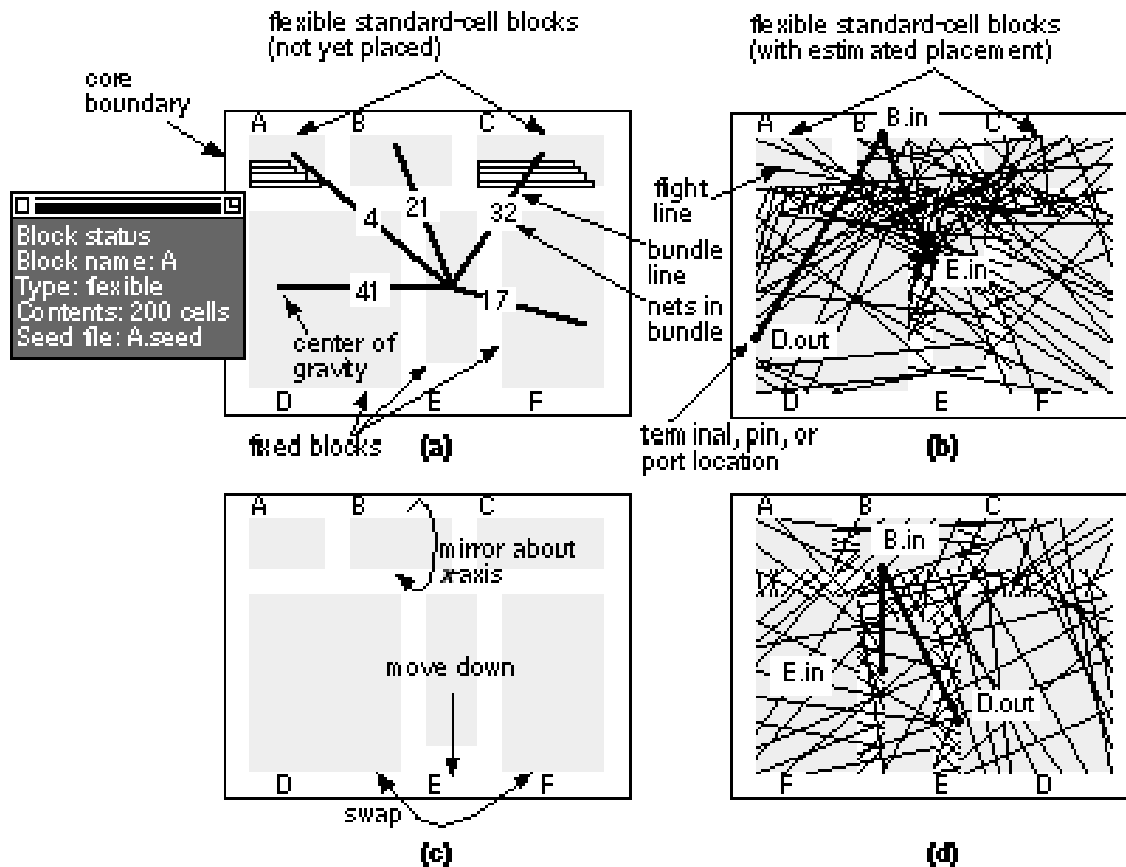 flexible standard-cell blocks
(not yet placed)
core
boundary
A
B
C
4
21
32
41
17
center of
gravity
D
E
F
fixed blocks
(a)
Block status
Block name: A
Type: flexible
Contents: 200 cells
Seed file: A.seed
flexible standard-cell blocks
(with estimated placement)
A
B
B.in
C
flight
line
bundle
line
nets in
bundle
E.in
D.out
D
E
F
terminal, pin, or
port location
(b)
A
B
C
mirror about
x-axis
move down
D
E
F
swap
(c)
A
B
C
B.in
E.in
D.out
F
E
D
(d)